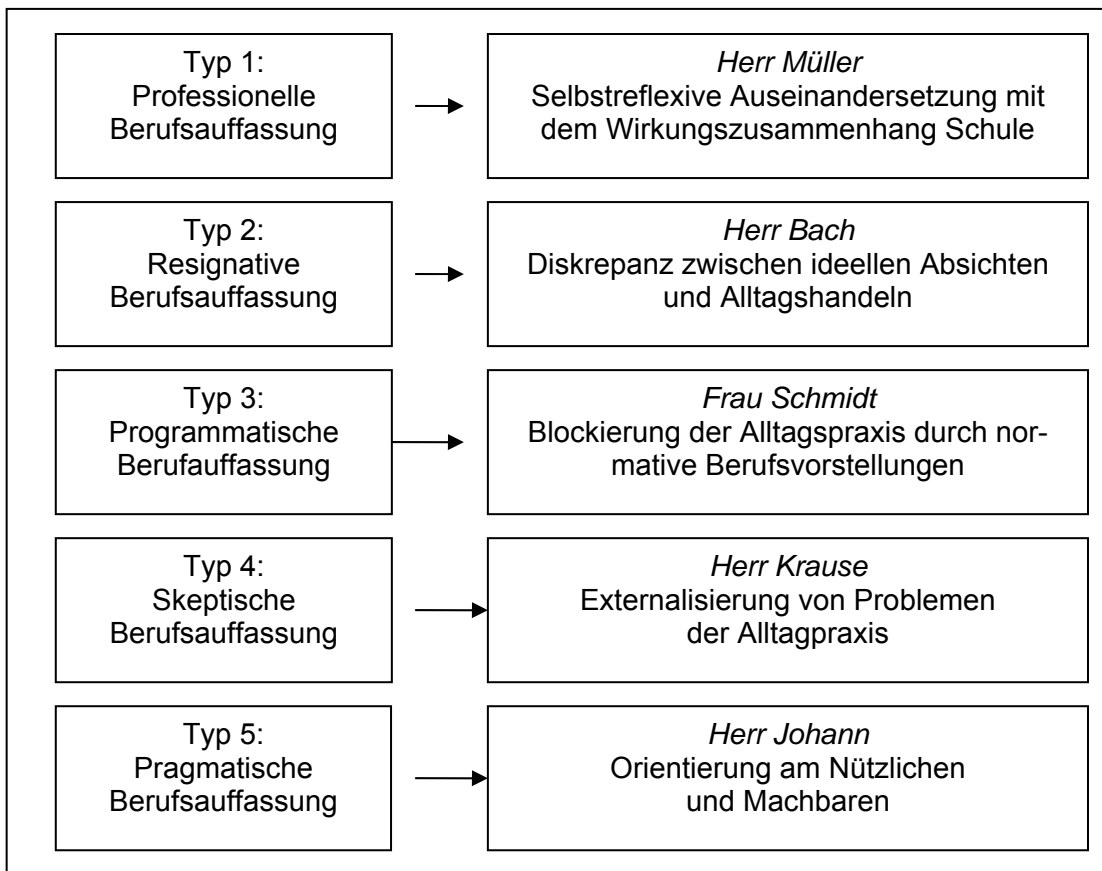 Typ 1:
Professionelle
Berufsauffassung
Herr Müller
Selbstreflexive Auseinandersetzung mit
dem Wirkungszusammenhang Schule
Typ 2:
Resignative
Berufsauffassung
Herr Bach
Diskrepanz zwischen ideellen Absichten
und Alltagshandeln
Typ 3:
Programmatische
Berufauffassung
Frau Schmidt
Blockierung der Alltagspraxis durch nor-
mative Berufsvorstellungen
Typ 4:
Skeptische
Berufsauffassung
Herr Krause
Externalisierung von Problemen
der Alltagpraxis
Typ 5:
Pragmatische
Berufsauffassung
Herr Johann
Orientierung am Nützlichen
und Machbaren